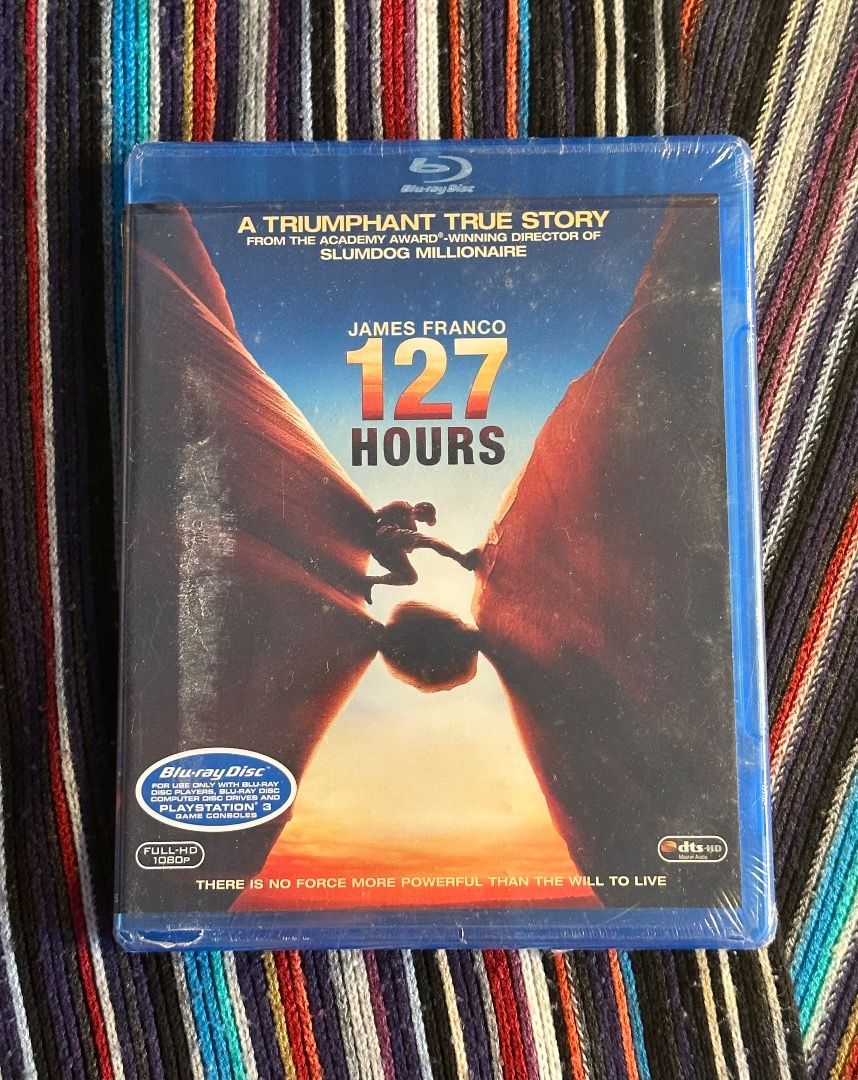 Blu-ray Disc
A TRIUMPHANT TRUE STORY
FROM THE ACADEMY AWARD®-WINNING DIRECTOR OF
SLUMDOG MILLIONAIRE
JAMES FRANCO
127
HOURS
Blu-ray Disc™
FOR USE ONLY WITH BLU-RAY
DISC PLAYERS, BLU-RAY DISC
COMPUTER DISC DRIVES AND
PLAYSTATION® 3
GAME CONSOLES
FULL-HD
1080P
dts-HD
Master Audio
THERE IS NO FORCE MORE POWERFUL THAN THE WILL TO LIVE